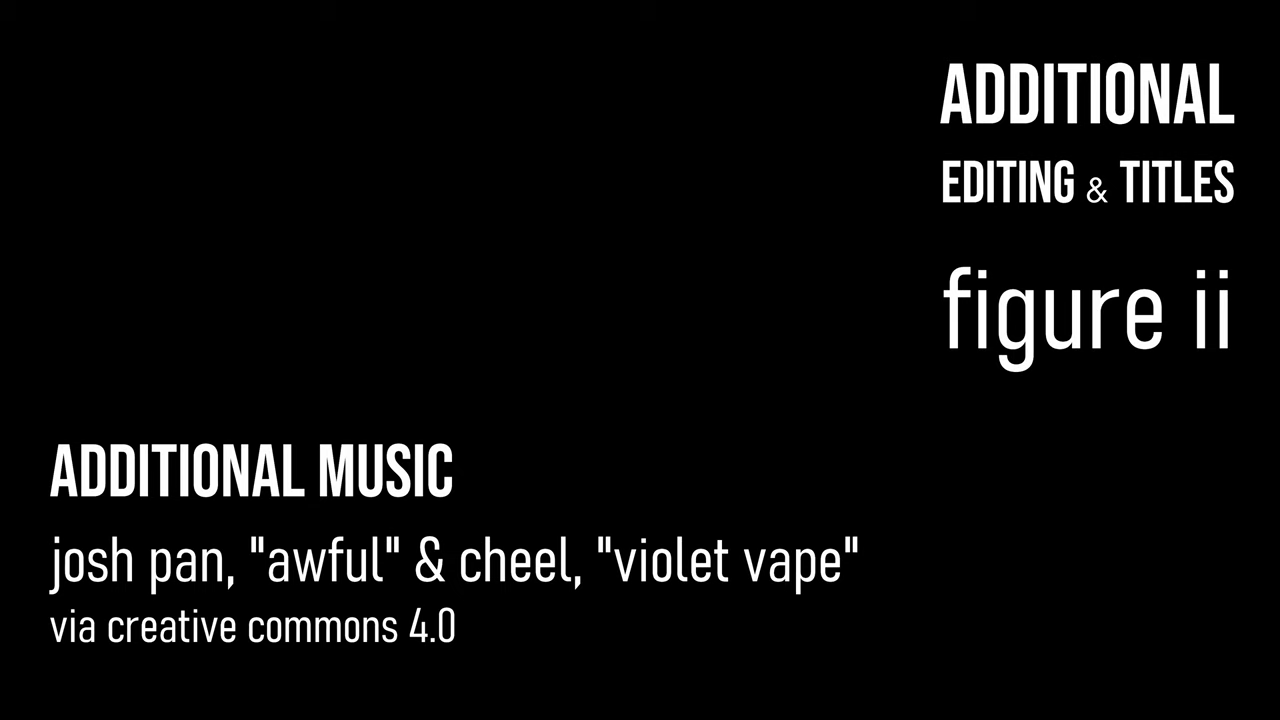 ADDITIONAL
EDITING & TITLES
figure ii
ADDITIONAL MUSIC
josh pan, "awful" & cheel, "violet vape"
via creative commons 4.0